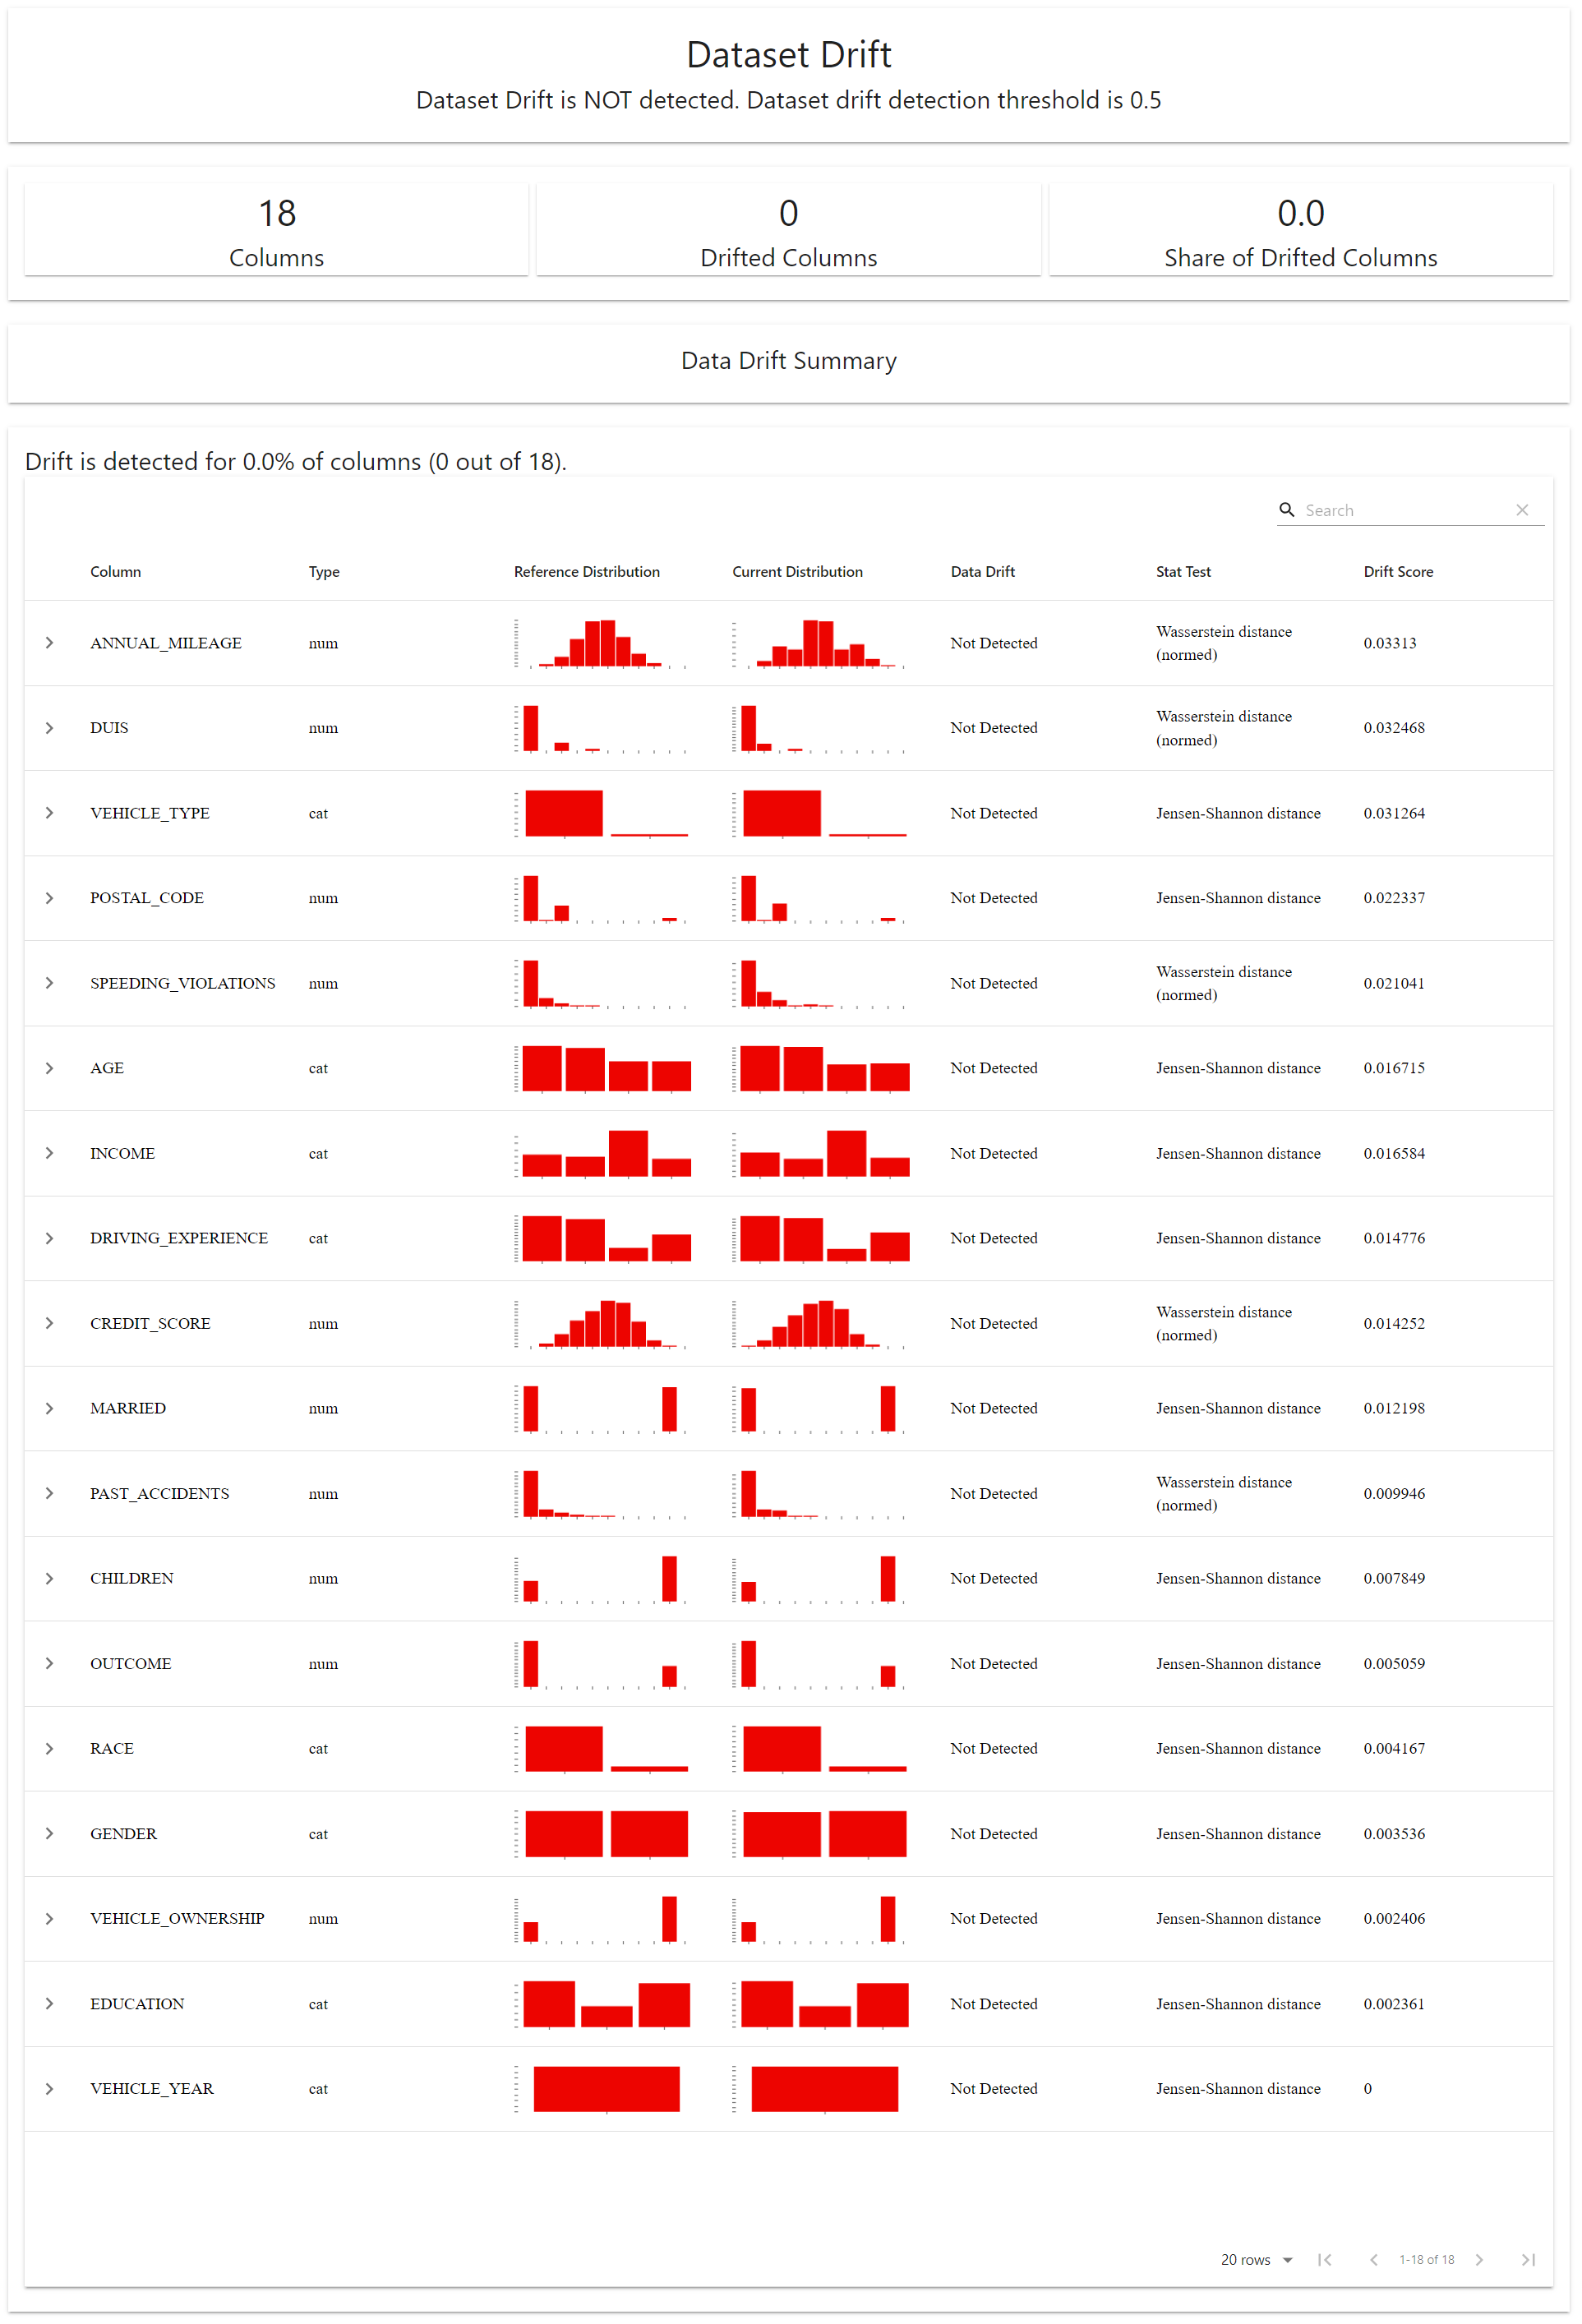 Dataset Drift
Dataset Drift is NOT detected. Dataset drift detection threshold is 0.5
18
Columns
0
Drifted Columns
0.0
Share of Drifted Columns
Data Drift Summary
Drift is detected for 0.0% of columns (0 out of 18).
Search
Column Type Reference Distribution Current Distribution Data Drift Stat Test Drift Score
ANNUAL_MILEAGE num Not Detected Wasserstein distance (normed) 0.03313
DUIS num Not Detected Wasserstein distance (normed) 0.032468
VEHICLE_TYPE cat Not Detected Jensen-Shannon distance 0.031264
POSTAL_CODE num Not Detected Jensen-Shannon distance 0.022337
SPEEDING_VIOLATIONS num Not Detected Wasserstein distance (normed) 0.021041
AGE cat Not Detected Jensen-Shannon distance 0.016715
INCOME cat Not Detected Jensen-Shannon distance 0.016584
DRIVING_EXPERIENCE cat Not Detected Jensen-Shannon distance 0.014776
CREDIT_SCORE num Not Detected Wasserstein distance (normed) 0.014252
MARRIED num Not Detected Jensen-Shannon distance 0.012198
PAST_ACCIDENTS num Not Detected Wasserstein distance (normed) 0.009946
CHILDREN num Not Detected Jensen-Shannon distance 0.007849
OUTCOME num Not Detected Jensen-Shannon distance 0.005059
RACE cat Not Detected Jensen-Shannon distance 0.004167
GENDER cat Not Detected Jensen-Shannon distance 0.003536
VEHICLE_OWNERSHIP num Not Detected Jensen-Shannon distance 0.002406
EDUCATION cat Not Detected Jensen-Shannon distance 0.002361
VEHICLE_YEAR cat Not Detected Jensen-Shannon distance 0
20 rows 1-18 of 18